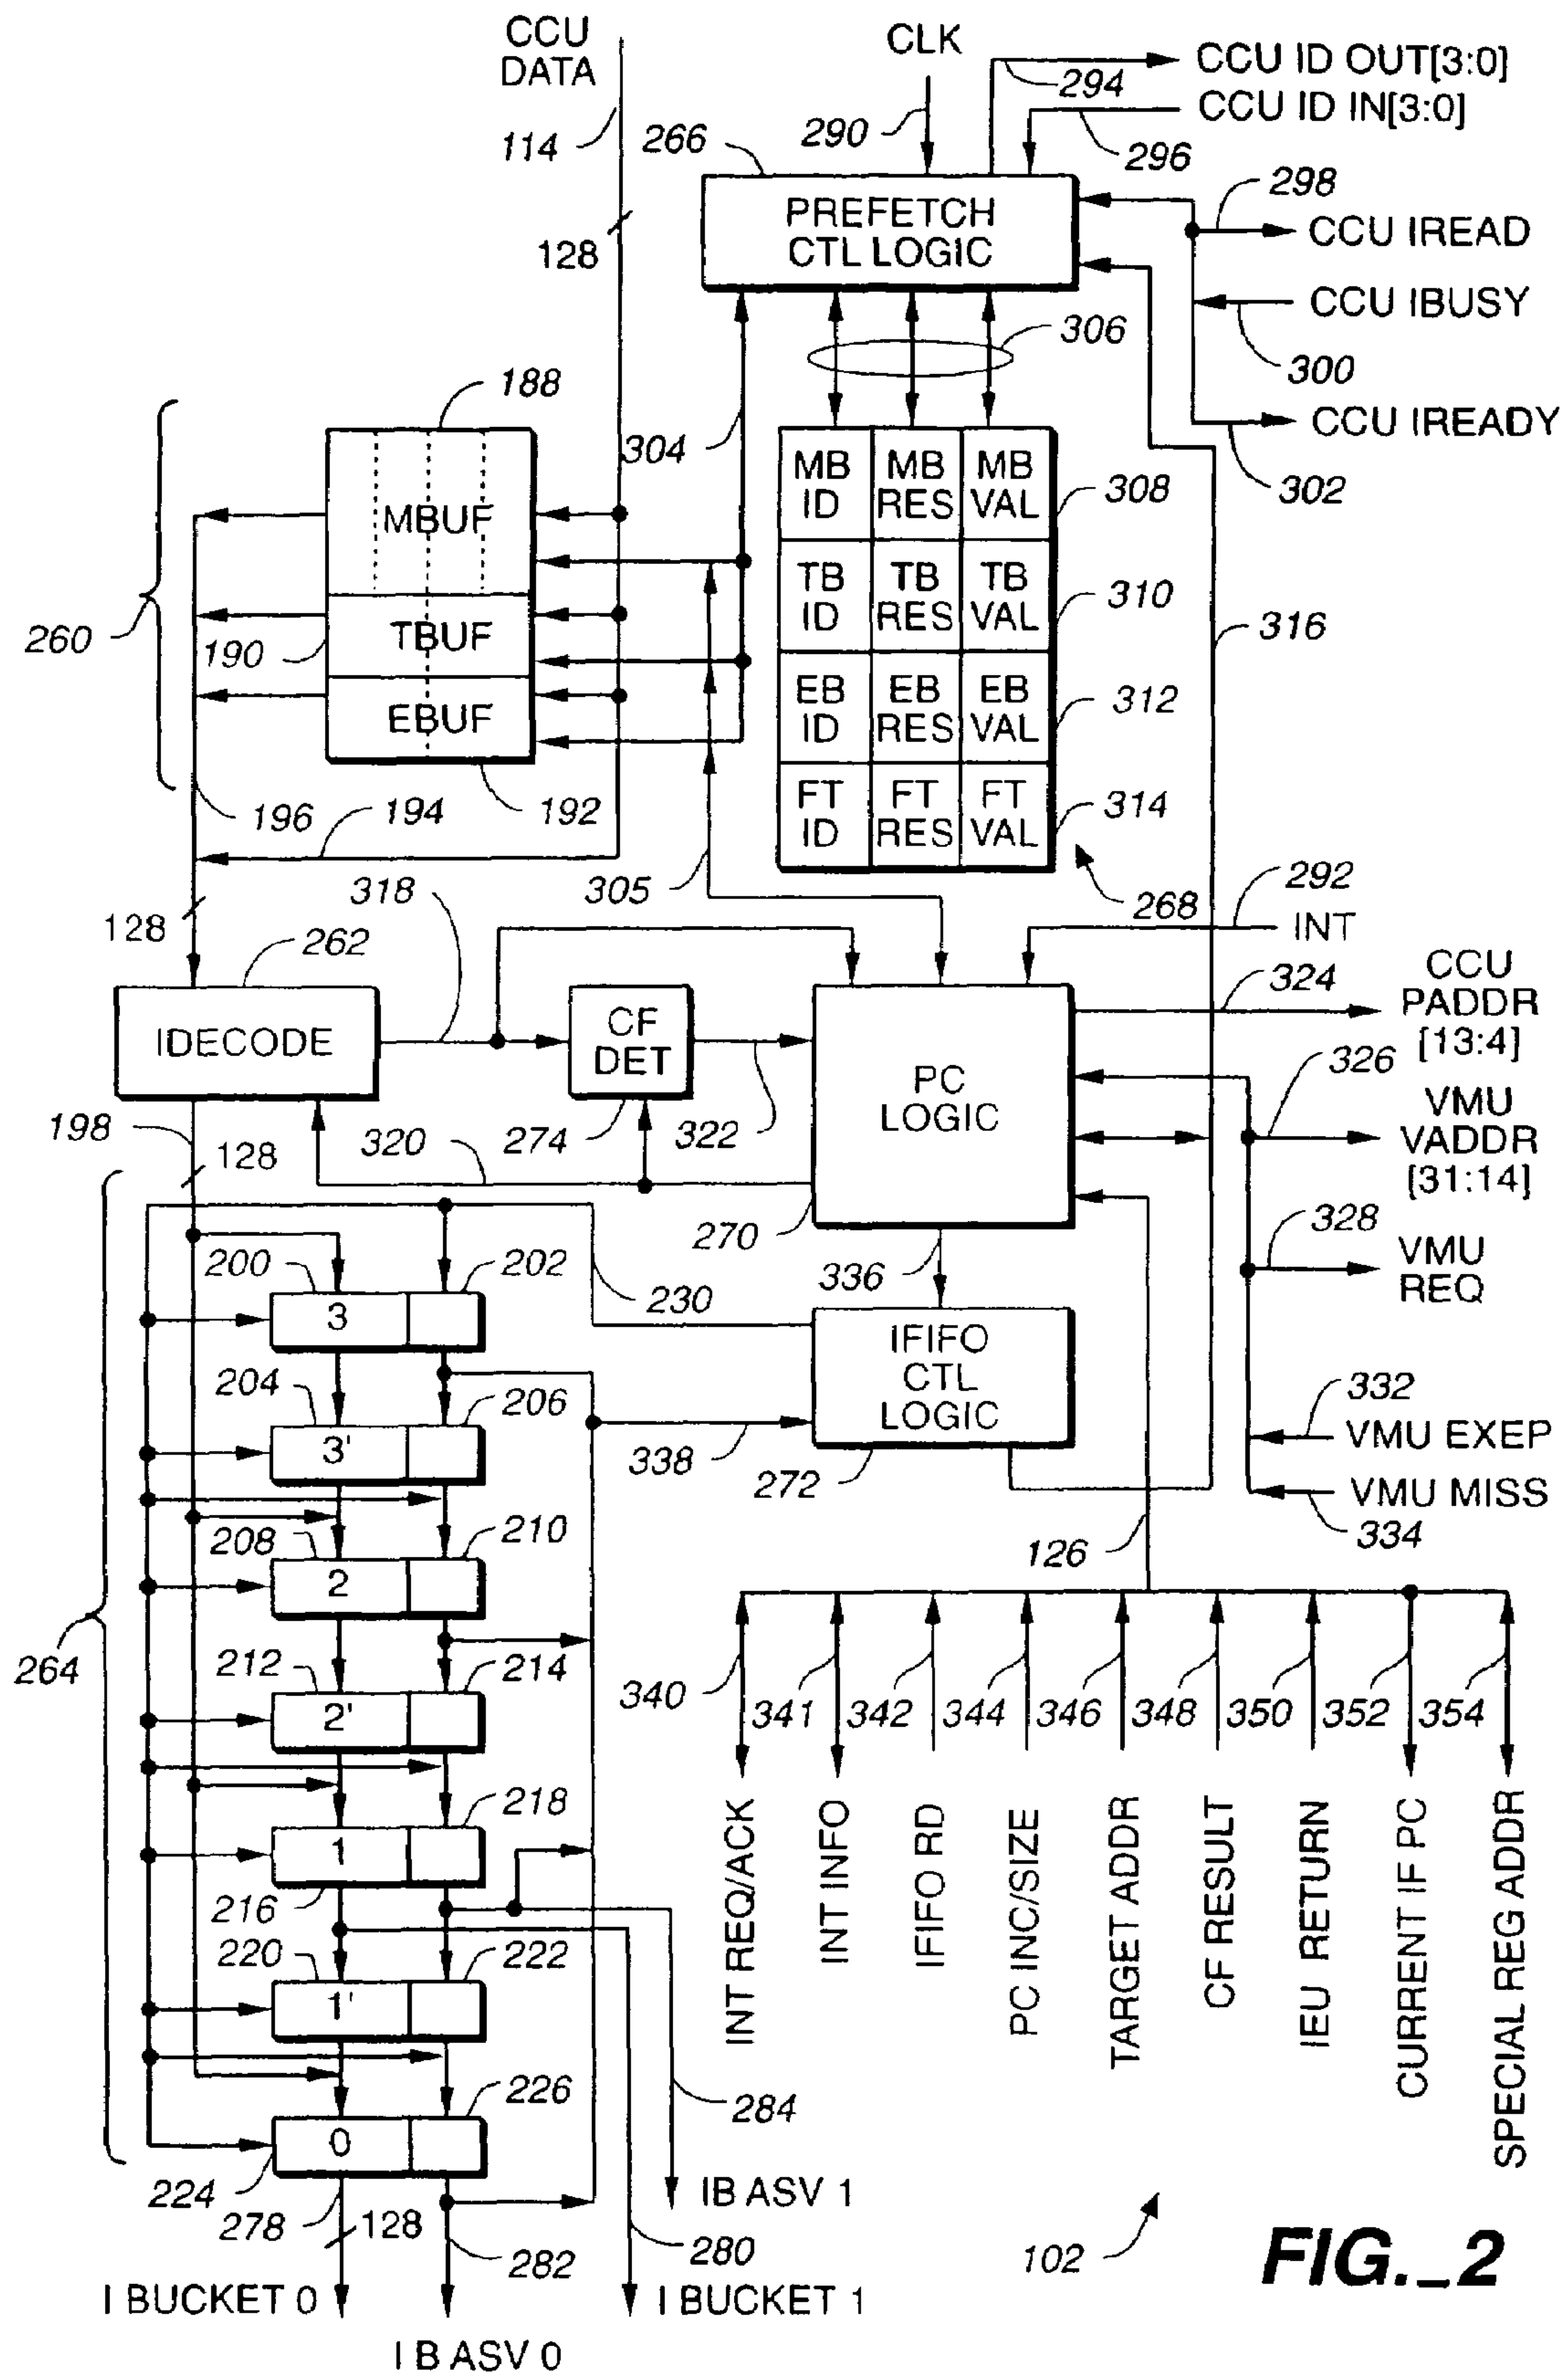 CCU
DATA
CLK
CCU ID OUT[3:0]
294
CCU ID IN[3:0]
296
114
290
266
298
PREFETCH
CTL LOGIC
CCU IREAD
128
CCU IBUSY
300
306
188
304
CCU IREADY
302
MBUF
MB
ID
MB
RES
MB
VAL
308
TB
ID
TB
RES
TB
VAL
310
316
260
190
TBUF
EBUF
EB
ID
EB
RES
EB
VAL
312
FT
ID
FT
RES
FT
VAL
314
196
194
192
318
305
268
292
INT
128
262
IDECODE
CF
DET
PC
LOGIC
CCU
PADDR
[13:4]
324
326
VMU
VADDR
[31:14]
198
128
320
274
322
270
328
VMU
REQ
200
202
230
336
3
IFIFO
CTL
LOGIC
204
206
3'
338
272
332
VMU EXEP
VMU MISS
334
208
210
126
2
264
212
214
2'
340
341
342
344
346
348
350
352
354
218
1
216
INT REQ/ACK
INT INFO
IFIFO RD
PC INC/SIZE
TARGET ADDR
CF RESULT
IEU RETURN
CURRENT IF PC
SPECIAL REG ADDR
220
222
1'
226
284
0
224
IB ASV 1
278
128
282
280
102
FIG._2
I BUCKET 0
I BUCKET 1
I B ASV 0